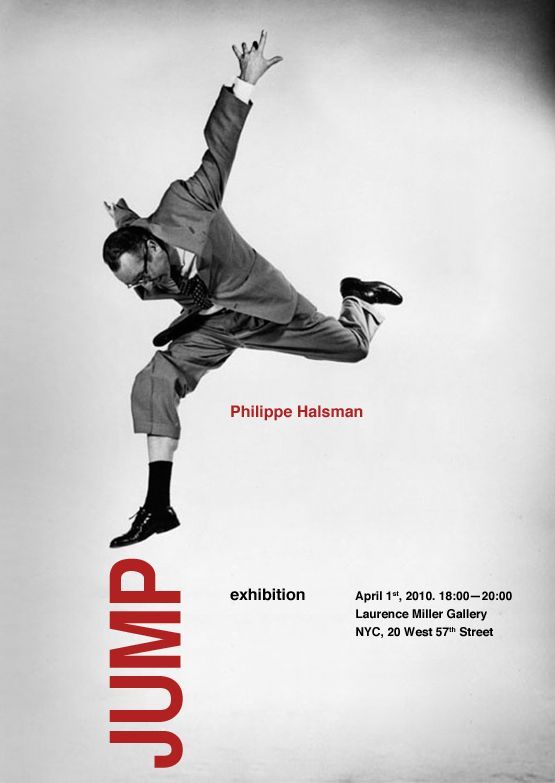 Philippe Halsman
JUMP
exhibition
April 1st, 2010. 18:00—20:00
Laurence Miller Gallery
NYC, 20 West 57th Street